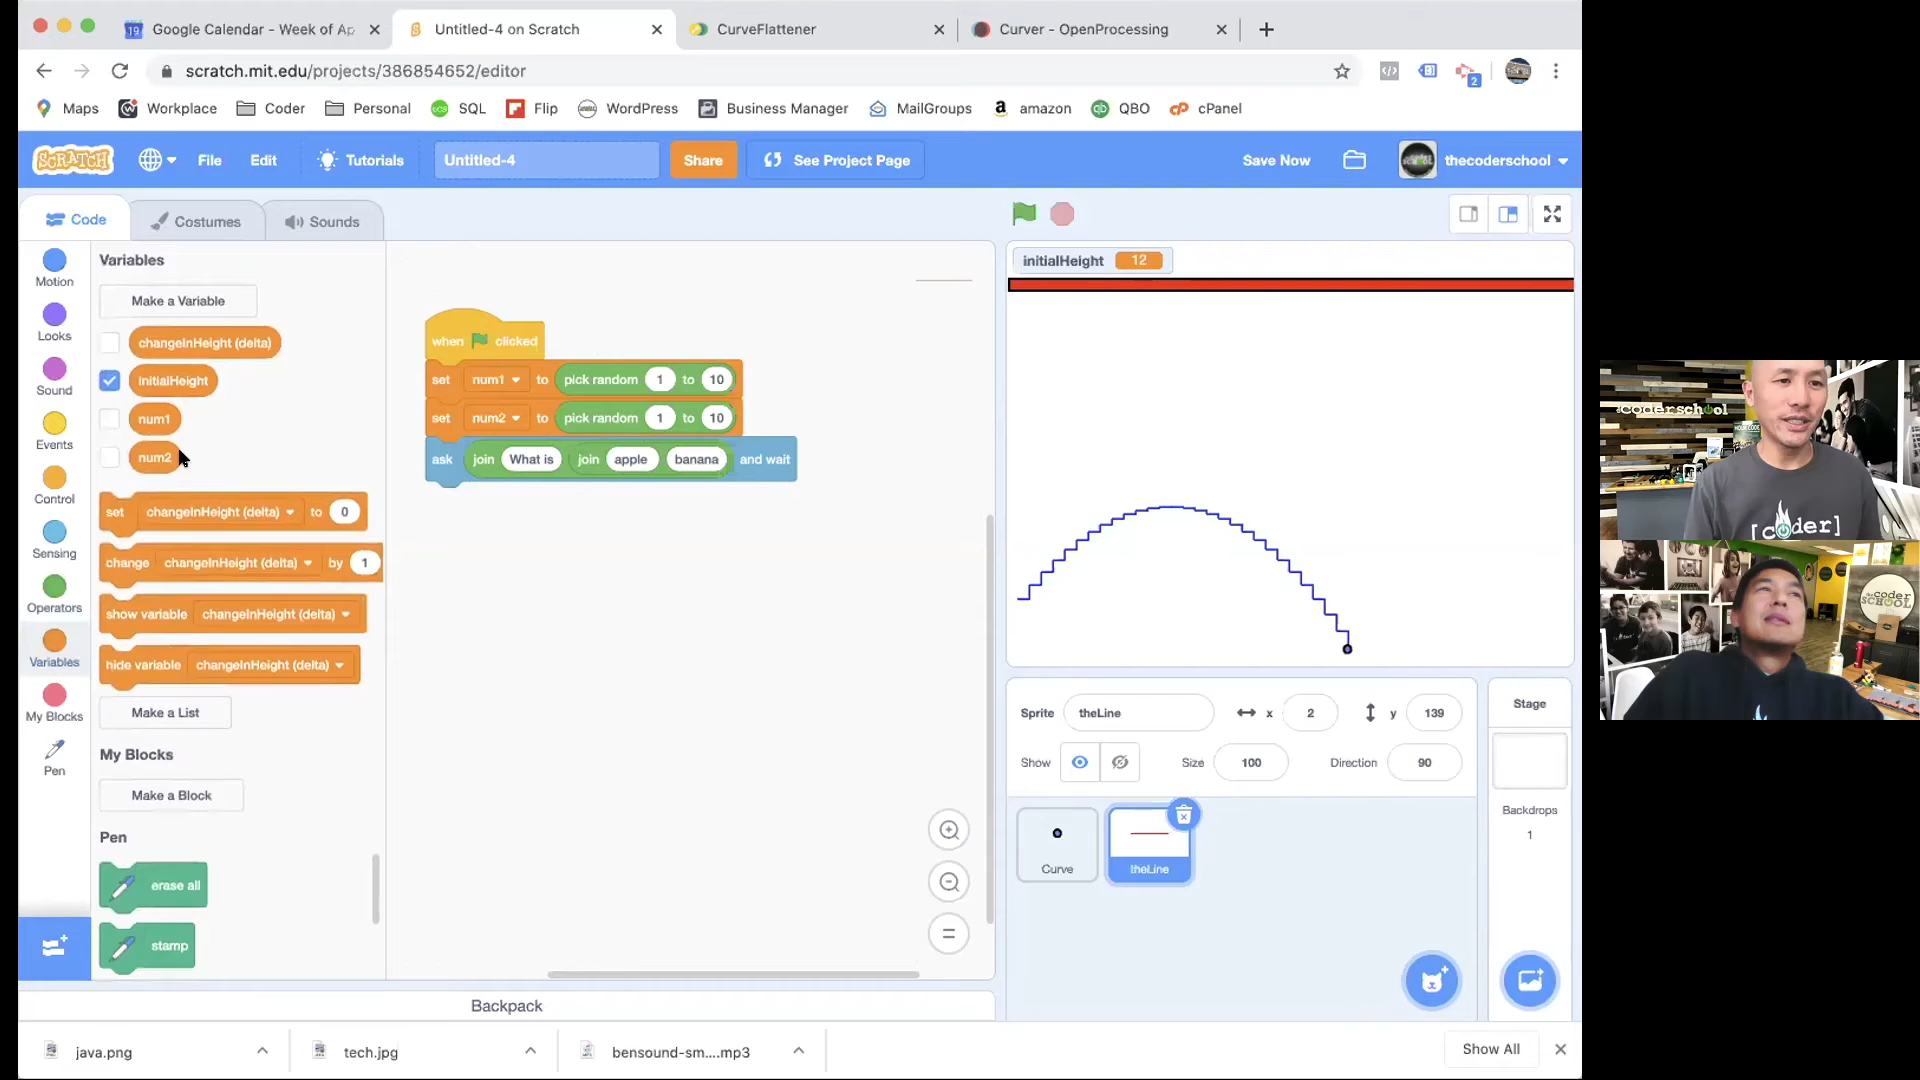 Google Calendar - Week of Ap
Untitled-4 on Scratch
CurveFlattener
Curver - OpenProcessing
scratch.mit.edu/projects/386854652/editor
2
Maps
Workplace
Coder
Personal
SQL
Flip
WordPress
Business Manager
MailGroups
amazon
QBO
cPanel
SCRATCH
File
Edit
Tutorials
Untitled-4
Share
See Project Page
Save Now
thecoderschool
Code
Costumes
Sounds
Motion
Looks
Sound
Events
Control
Sensing
Operators
Variables
My Blocks
Pen
Variables
Make a Variable
changeInHeight (delta)
initialHeight
num1
num2
set changeInHeight (delta) to 0
change changeInHeight (delta) by 1
show variable changeInHeight (delta)
hide variable changeInHeight (delta)
Make a List
My Blocks
Make a Block
Pen
erase all
stamp
when clicked
set num1 to pick random 1 to 10
set num2 to pick random 1 to 10
ask join What is join apple banana and wait
Backpack
initialHeight 12
Sprite theLine x 2 y 139
Show Size 100 Direction 90
Curve
theLine
Stage
Backdrops
1
java.png
tech.jpg
bensound-sm....mp3
Show All
coderschool
[coder]
coder
SCHOOL